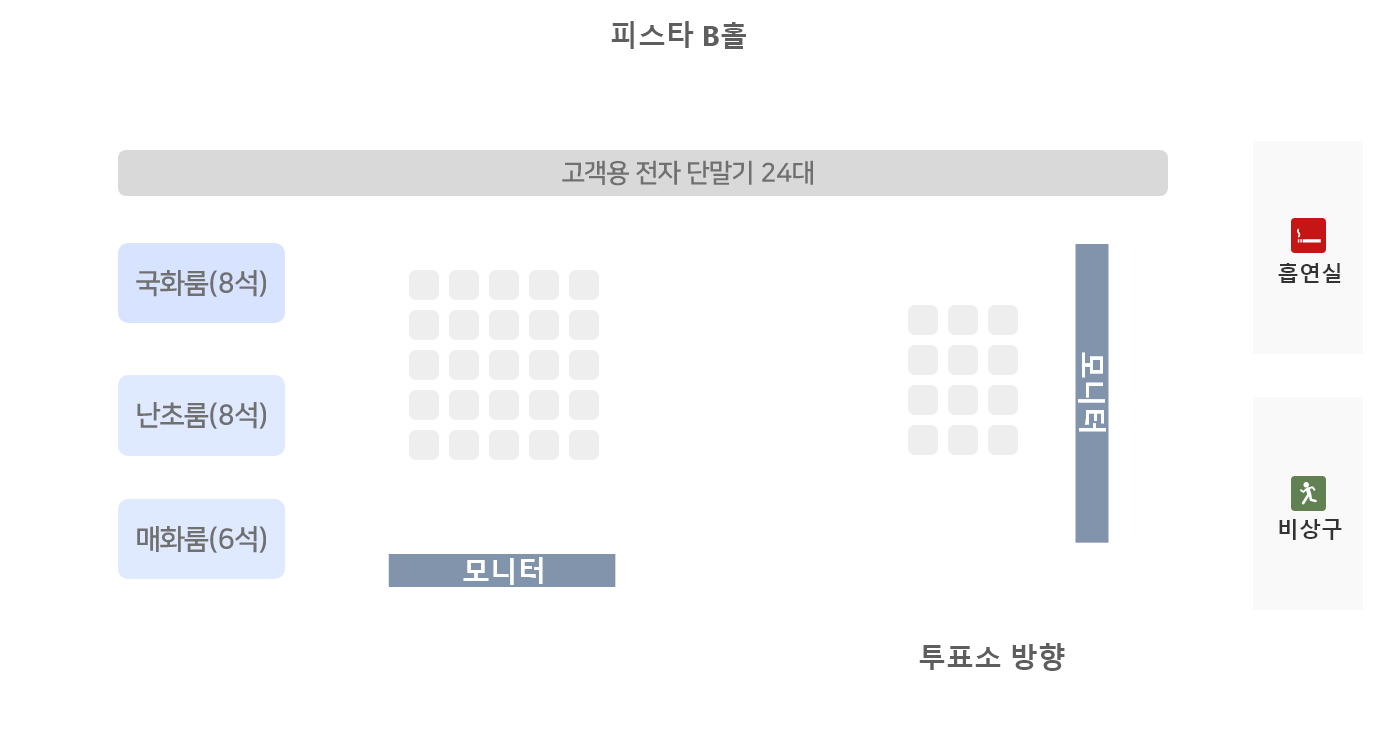 피스타 B홀
고객용 전자 단말기 24대
국화룸(8석)
난초룸(8석)
매화룸(6석)
모니터
모니터
투표소 방향
흡연실
비상구